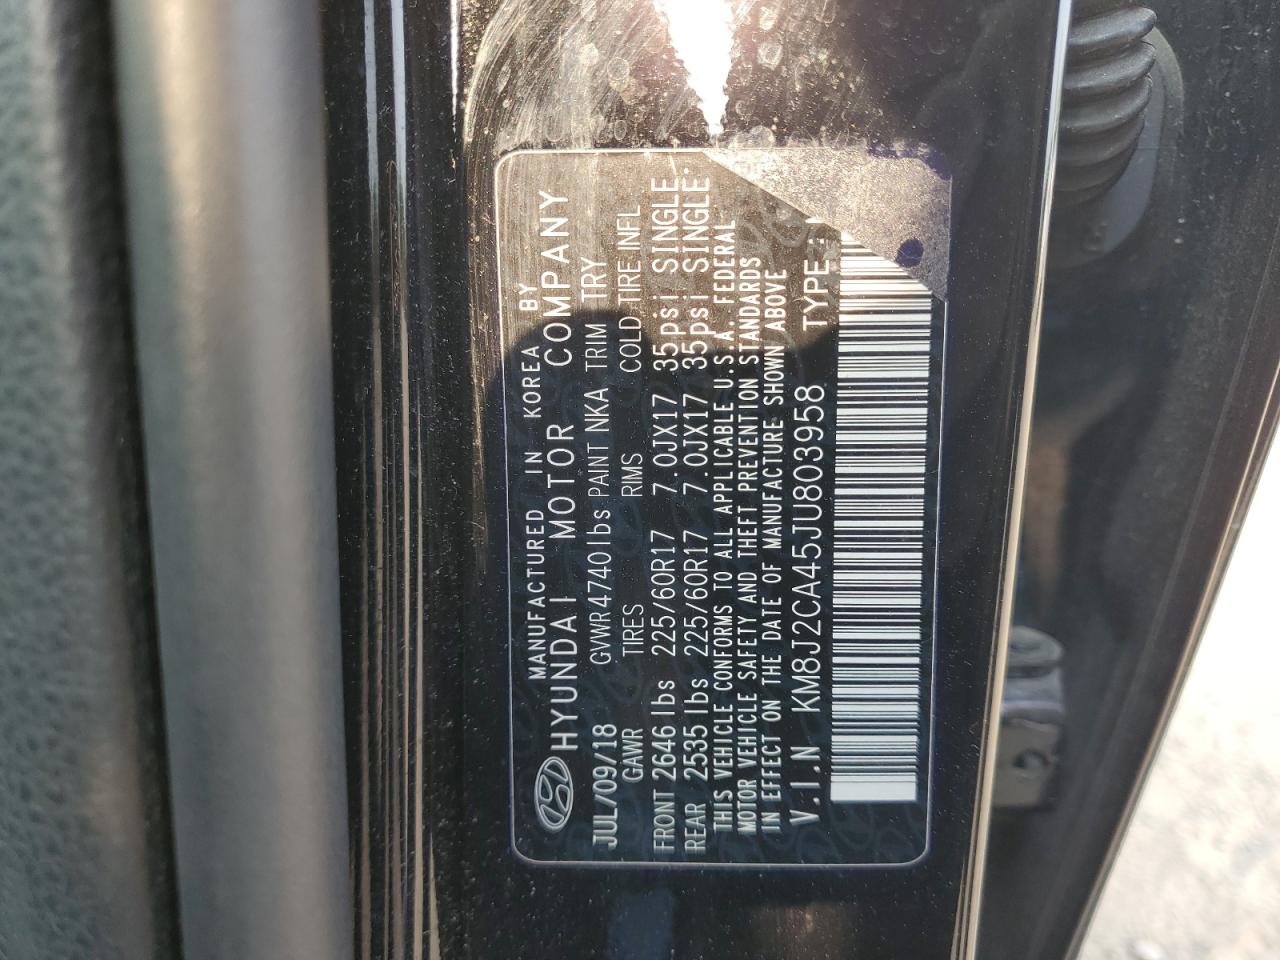 MANUFACTURED IN KOREA BY
HYUNDAI MOTOR COMPANY
JUL/09/18 GVWR 4740 lbs PAINT NKA TRIM TRY
GAWR TIRES RIMS COLD TIRE INFL
FRONT 2646 lbs 225/60R17 7.0JX17 35psi SINGLE
REAR 2535 lbs 225/60R17 7.0JX17 35psi SINGLE
THIS VEHICLE CONFORMS TO ALL APPLICABLE U.S.A. FEDERAL
MOTOR VEHICLE SAFETY AND THEFT PREVENTION STANDARDS
IN EFFECT ON THE DATE OF MANUFACTURE SHOWN ABOVE
V.I.N KM8J2CA45JU803958 TYPE: